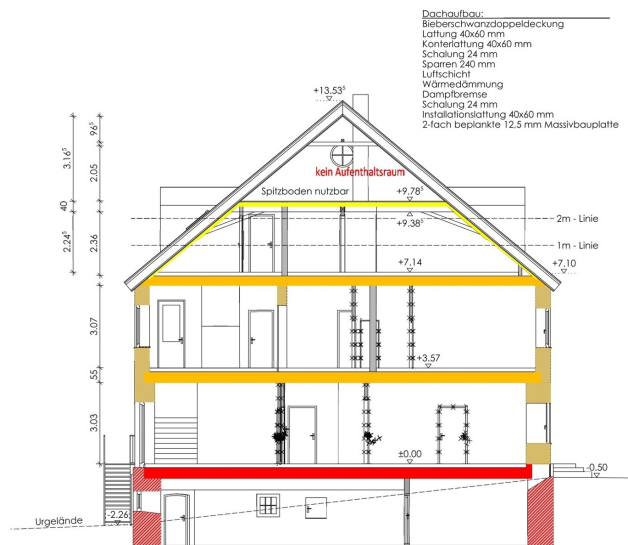 Dachaufbau:
Bieberschwanzdoppeldeckung
Lattung 40x60 mm
Konterlattung 40x60 mm
Schalung 24 mm
Sparren 240 mm
Luftschicht
Wärmedämmung
Dampfbremse
Schalung 24 mm
Installationslattung 40x60 mm
2-fach beplankte 12,5 mm Massivbauplatte
+13.53⁵
96⁵
3.16⁵
2.05
kein Aufenthaltsraum
Spitzboden nutzbar
+9.78⁵
40
+9.38⁵
2m - Linie
2.24⁵
2.36
1m - Linie
+7.14
+7.10
3.07
+3.57
55
3.03
±0.00
-0.50
-2.26
Urgelände